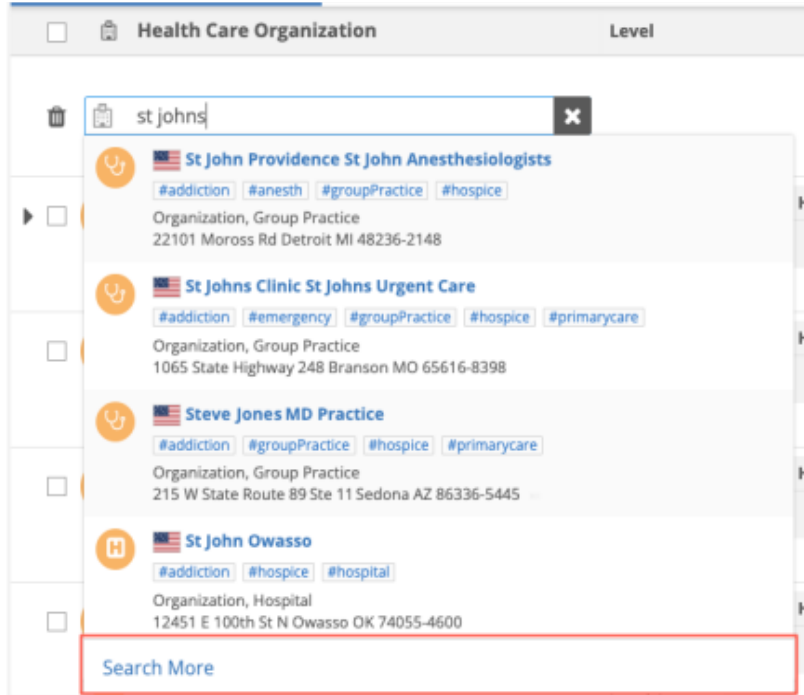 Health Care Organization Level
st johns
St John Providence St John Anesthesiologists
#addiction #anesth #groupPractice #hospice
Organization, Group Practice
22101 Moross Rd Detroit MI 48236-2148
St Johns Clinic St Johns Urgent Care
#addiction #emergency #groupPractice #hospice #primarycare
Organization, Group Practice
1065 State Highway 248 Branson MO 65616-8398
Steve Jones MD Practice
#addiction #groupPractice #hospice #primarycare
Organization, Group Practice
215 W State Route 89 Ste 11 Sedona AZ 86336-5445
H
St John Owasso
#addiction #hospice #hospital
Organization, Hospital
12451 E 100th St N Owasso OK 74055-4600
Search More